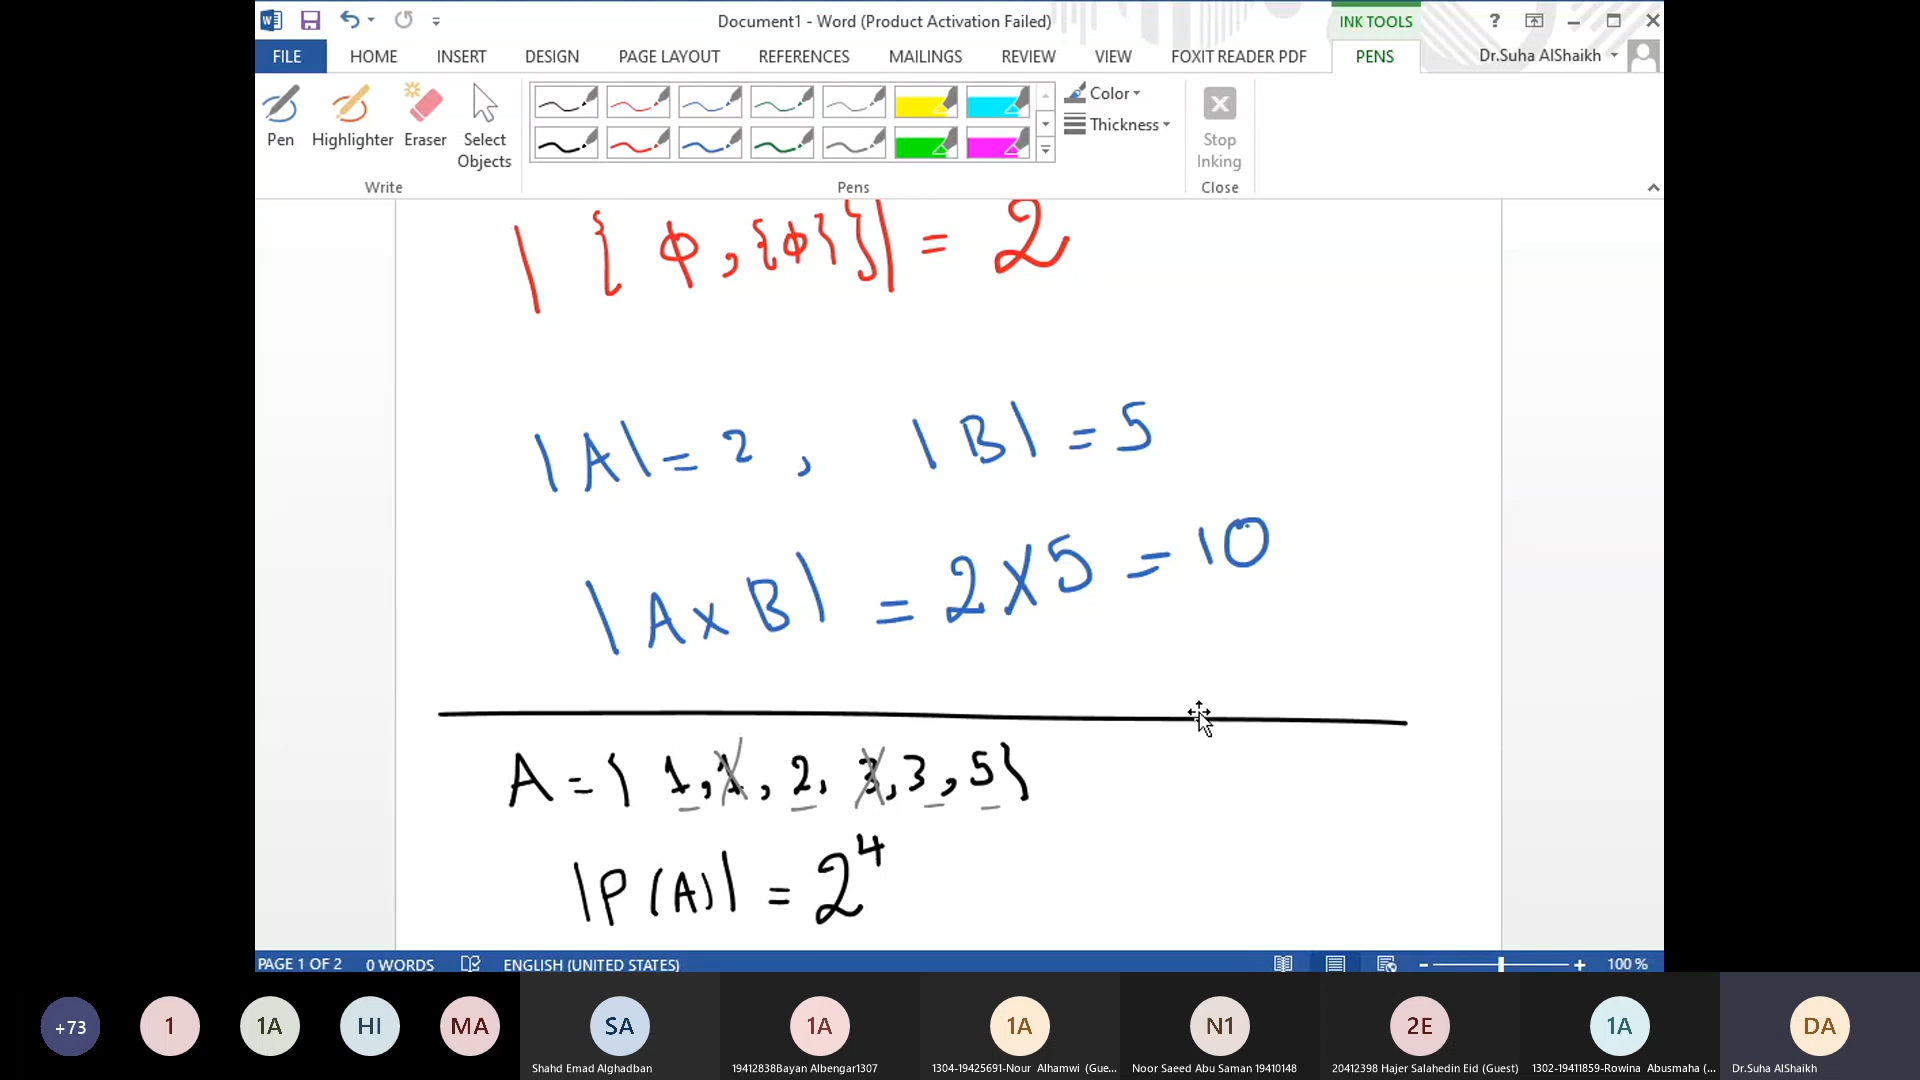 Document1 - Word (Product Activation Failed)
INK TOOLS
?
FILE HOME INSERT DESIGN PAGE LAYOUT REFERENCES MAILINGS REVIEW VIEW FOXIT READER PDF PENS
Dr.Suha AlShaikh
Pen Highlighter Eraser Select Objects
Color
Thickness
Stop Inking
Write Pens Close
| { Φ , {Φ} } | = 2
|A| = 2 , |B| = 5
|A x B| = 2 X 5 = 10
A = { 1, 1, 2, 3, 3, 5 }
|P(A)| = 2⁴
PAGE 1 OF 2 0 WORDS ENGLISH (UNITED STATES) 100 %
+73 1 1A HI MA SA 1A 1A N1 2E 1A DA
Shahd Emad Alghadban 19412838Bayan Albengar1307 1304-19425691-Nour Alhamwi (Gue... Noor Saeed Abu Saman 19410148 20412398 Hajer Salahedin Eid (Guest) 1302-19411859-Rowina Abusmaha (... Dr.Suha AlShaikh